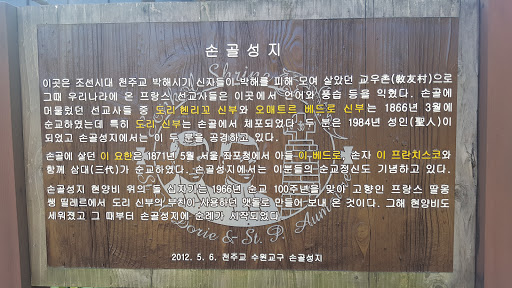 손골성지
Shrine
이곳은 조선시대 천주교 박해시기 신자들이 박해를 피해 모여 살았던 교우촌(敎友村)으로
그때 우리나라에 온 프랑스 선교사들은 이곳에서 언어와 풍습 등을 익혔다. 손골에
머물렀던 선교사들 중 도리 헨리꼬 신부와 오매트르 베드로 신부는 1866년 3월에
순교하였는데 특히 도리 신부는 손골에서 체포되었다. 두 분은 1984년 성인(聖人)이
되었고 손골성지에서는 이 두 분을 공경하고 있다.
손골에 살던 이 요한은 1871년 5월 서울 좌포청에서 아들 이 베드로, 손자 이 프란치스코와
함께 삼대(三代)가 순교하였다. 손골성지에서는 이분들의 순교정신도 기념하고 있다.
손골성지 현양비 위의 돌 십자가는 1966년 순교 100주년을 맞아 고향인 프랑스 딸몽
쌩 띨레르에서 도리 신부의 부친이 사용하던 맷돌로 만들어 보내 온 것이다. 그해 현양비도
세워졌고 그 때부터 손골성지에 순례가 시작되었다.
Dorie & St. P. Aum
2012. 5. 6. 천주교 수원교구 손골성지